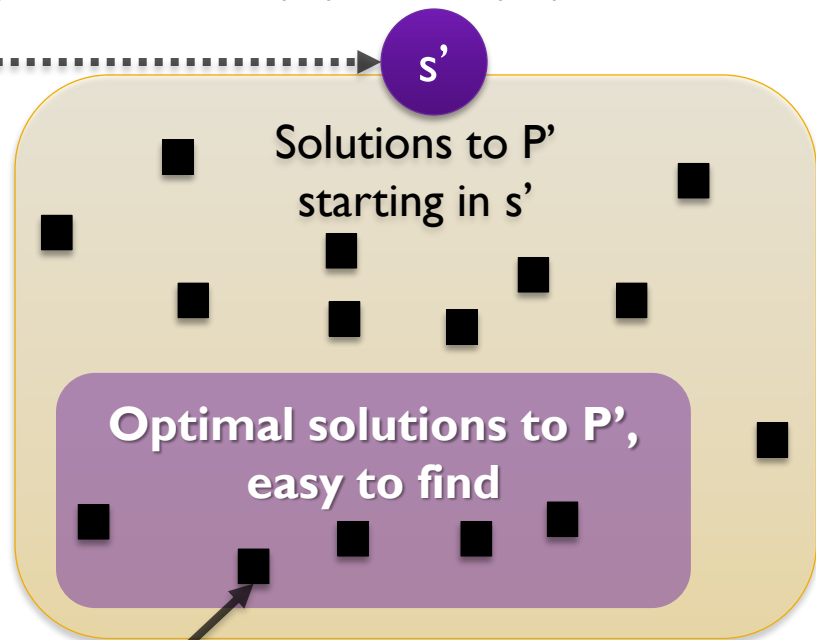 s’
Solutions to P’
starting in s’
Optimal solutions to P’,
easy to find